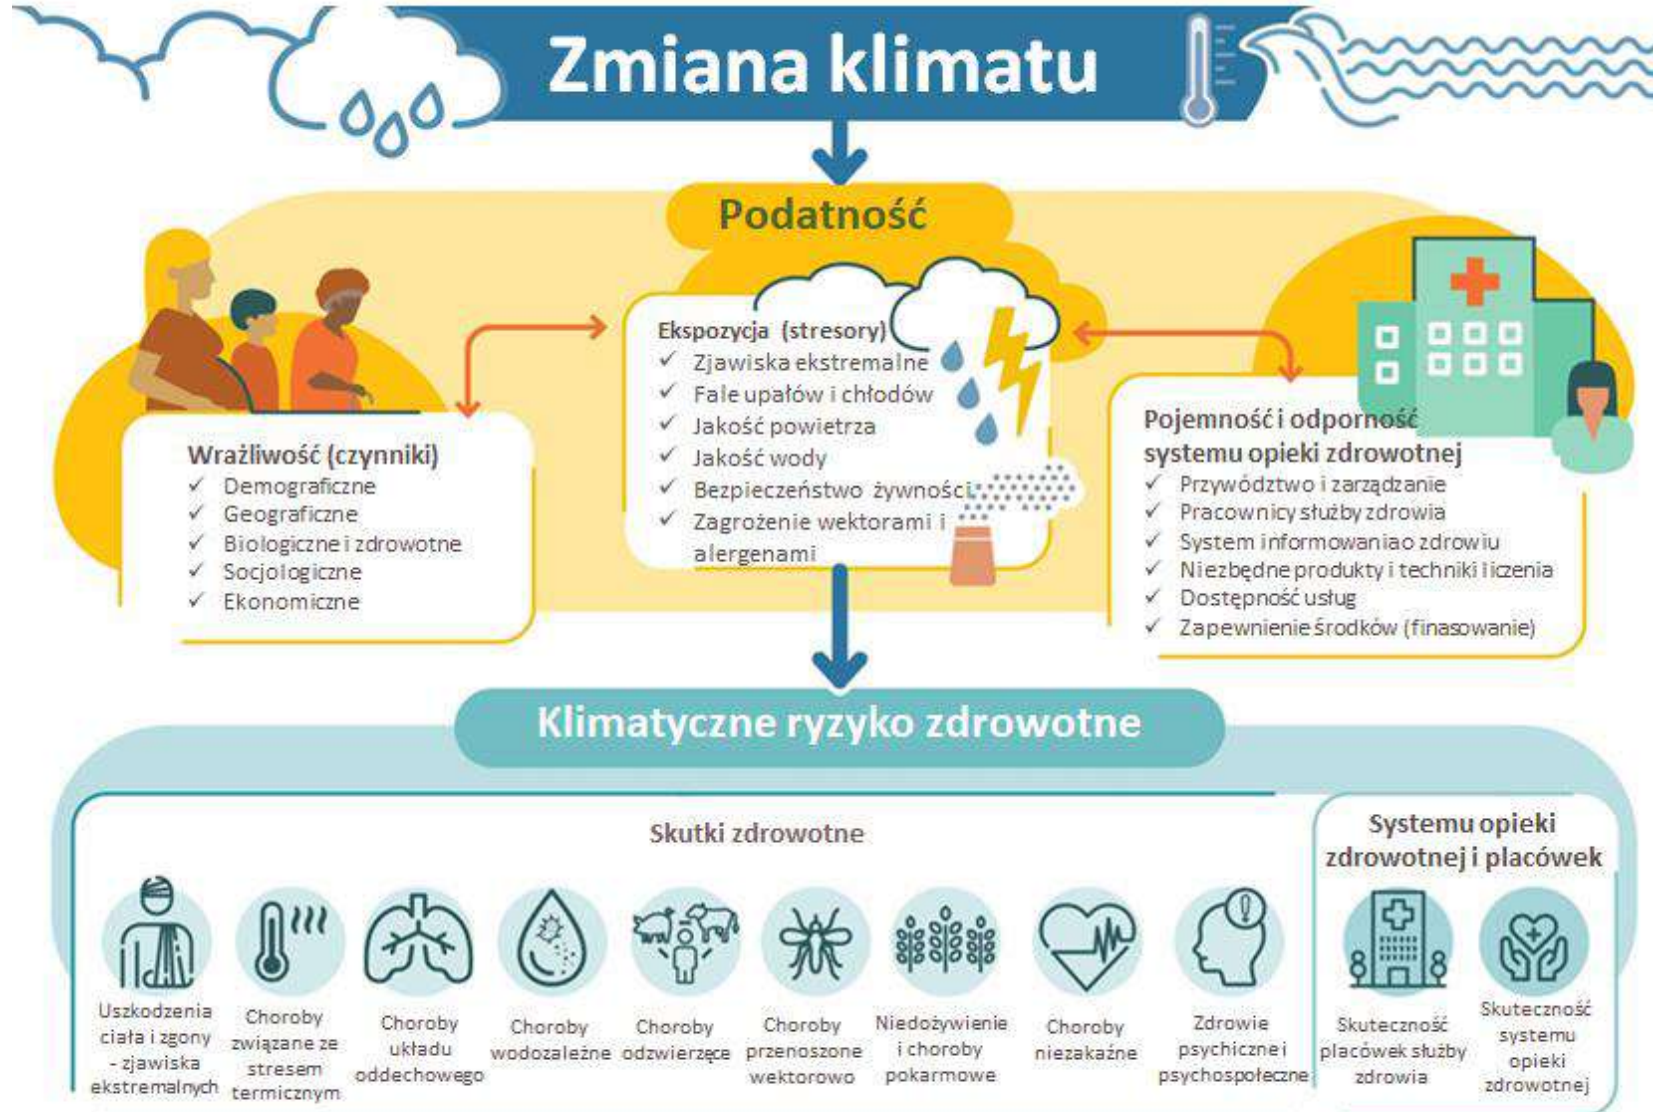 Zmiana klimatu
Podatność
Wrażliwość (czynniki)
✓ Demograficzne
✓ Geograficzne
✓ Biologiczne i zdrowotne
✓ Socjologiczne
✓ Ekonomiczne
Ekspozycja (stresory)
✓ Zjawiska ekstremalne
✓ Fale upałów i chłodów
✓ Jakość powietrza
✓ Jakość wody
✓ Bezpieczeństwo żywności
✓ Zagrożenie wektorami i
alergenami
Pojemność i odporność
systemu opieki zdrowotnej
✓ Przywództwo i zarządzanie
✓ Pracownicy służby zdrowia
✓ System informowaniao zdrowiu
✓ Niezbędne produkty i techniki liczenia
✓ Dostępność usług
✓ Zapewnienie środków (finasowanie)
Klimatyczne ryzyko zdrowotne
Skutki zdrowotne
Uszkodzenia
ciała i zgony
- zjawiska
ekstremalnych
Choroby
związane ze
stresem
termicznym
Choroby
układu
oddechowego
Choroby
wodozależne
Choroby
odzwierzęce
Choroby
przenoszone
wektorowo
Niedożywienie
i choroby
pokarmowe
Choroby
niezakaźne
Zdrowie
psychiczne i
psychospołeczne
Systemu opieki
zdrowotnej i placówek
Skuteczność
placówek służby
zdrowia
Skuteczność
systemu
opieki
zdrowotnej